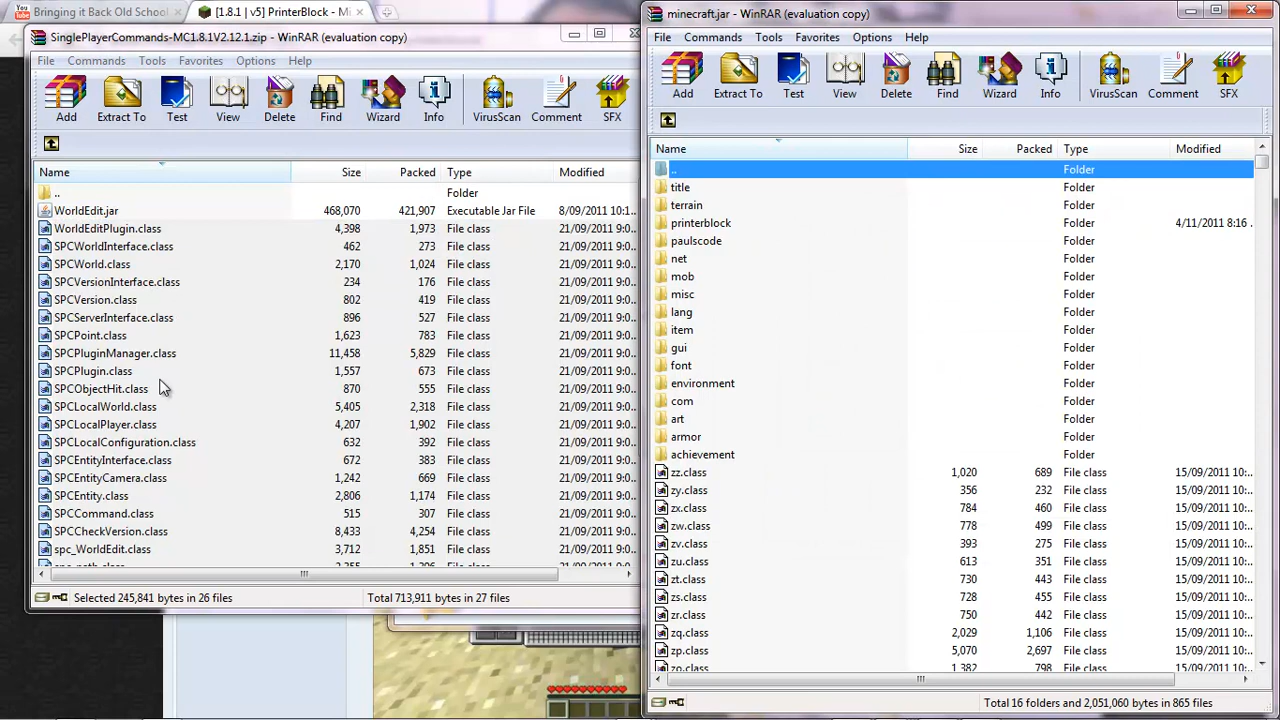 Bringing it Back Old School
[1.8.1 | v5] PrinterBlock - Mi
SinglePlayerCommands-MC1.8.1V2.12.1.zip - WinRAR (evaluation copy)
File Commands Tools Favorites Options Help
Add Extract To Test View Delete Find Wizard Info VirusScan Comment SFX
Name Size Packed Type Modified
.. Folder
WorldEdit.jar 468,070 421,907 Executable Jar File 8/09/2011 10:1...
WorldEditPlugin.class 4,398 1,973 File class 21/09/2011 9:0...
SPCWorldInterface.class 462 273 File class 21/09/2011 9:0...
SPCWorld.class 2,170 1,024 File class 21/09/2011 9:0...
SPCVersionInterface.class 234 176 File class 21/09/2011 9:0...
SPCVersion.class 802 419 File class 21/09/2011 9:0...
SPCServerInterface.class 896 527 File class 21/09/2011 9:0...
SPCPoint.class 1,623 783 File class 21/09/2011 9:0...
SPCPluginManager.class 11,458 5,829 File class 21/09/2011 9:0...
SPCPlugin.class 1,557 673 File class 21/09/2011 9:0...
SPCObjectHit.class 870 555 File class 21/09/2011 9:0...
SPCLocalWorld.class 5,405 2,318 File class 21/09/2011 9:0...
SPCLocalPlayer.class 4,207 1,902 File class 21/09/2011 9:0...
SPCLocalConfiguration.class 632 392 File class 21/09/2011 9:0...
SPCEntityInterface.class 672 383 File class 21/09/2011 9:0...
SPCEntityCamera.class 1,242 669 File class 21/09/2011 9:0...
SPCEntity.class 2,806 1,174 File class 21/09/2011 9:0...
SPCCommand.class 515 307 File class 21/09/2011 9:0...
SPCCheckVersion.class 8,433 4,254 File class 21/09/2011 9:0...
spc_WorldEdit.class 3,712 1,851 File class 21/09/2011 9:0...
Selected 245,841 bytes in 26 files Total 713,911 bytes in 27 files
minecraft.jar - WinRAR (evaluation copy)
File Commands Tools Favorites Options Help
Add Extract To Test View Delete Find Wizard Info VirusScan Comment SFX
Name Size Packed Type Modified
.. Folder
title Folder
terrain Folder
printerblock Folder 4/11/2011 8:16 .
paulscode Folder
net Folder
mob Folder
misc Folder
lang Folder
item Folder
gui Folder
font Folder
environment Folder
com Folder
art Folder
armor Folder
achievement Folder
zz.class 1,020 689 File class 15/09/2011 10:..
zy.class 356 232 File class 15/09/2011 10:..
zx.class 784 460 File class 15/09/2011 10:..
zw.class 778 499 File class 15/09/2011 10:..
zv.class 393 275 File class 15/09/2011 10:..
zu.class 613 351 File class 15/09/2011 10:..
zt.class 730 443 File class 15/09/2011 10:..
zs.class 728 455 File class 15/09/2011 10:..
zr.class 750 442 File class 15/09/2011 10:..
zq.class 2,029 1,106 File class 15/09/2011 10:..
zp.class 5,070 2,697 File class 15/09/2011 10:..
zo.class 1,382 798 File class 15/09/2011 10:..
Total 16 folders and 2,051,060 bytes in 865 files